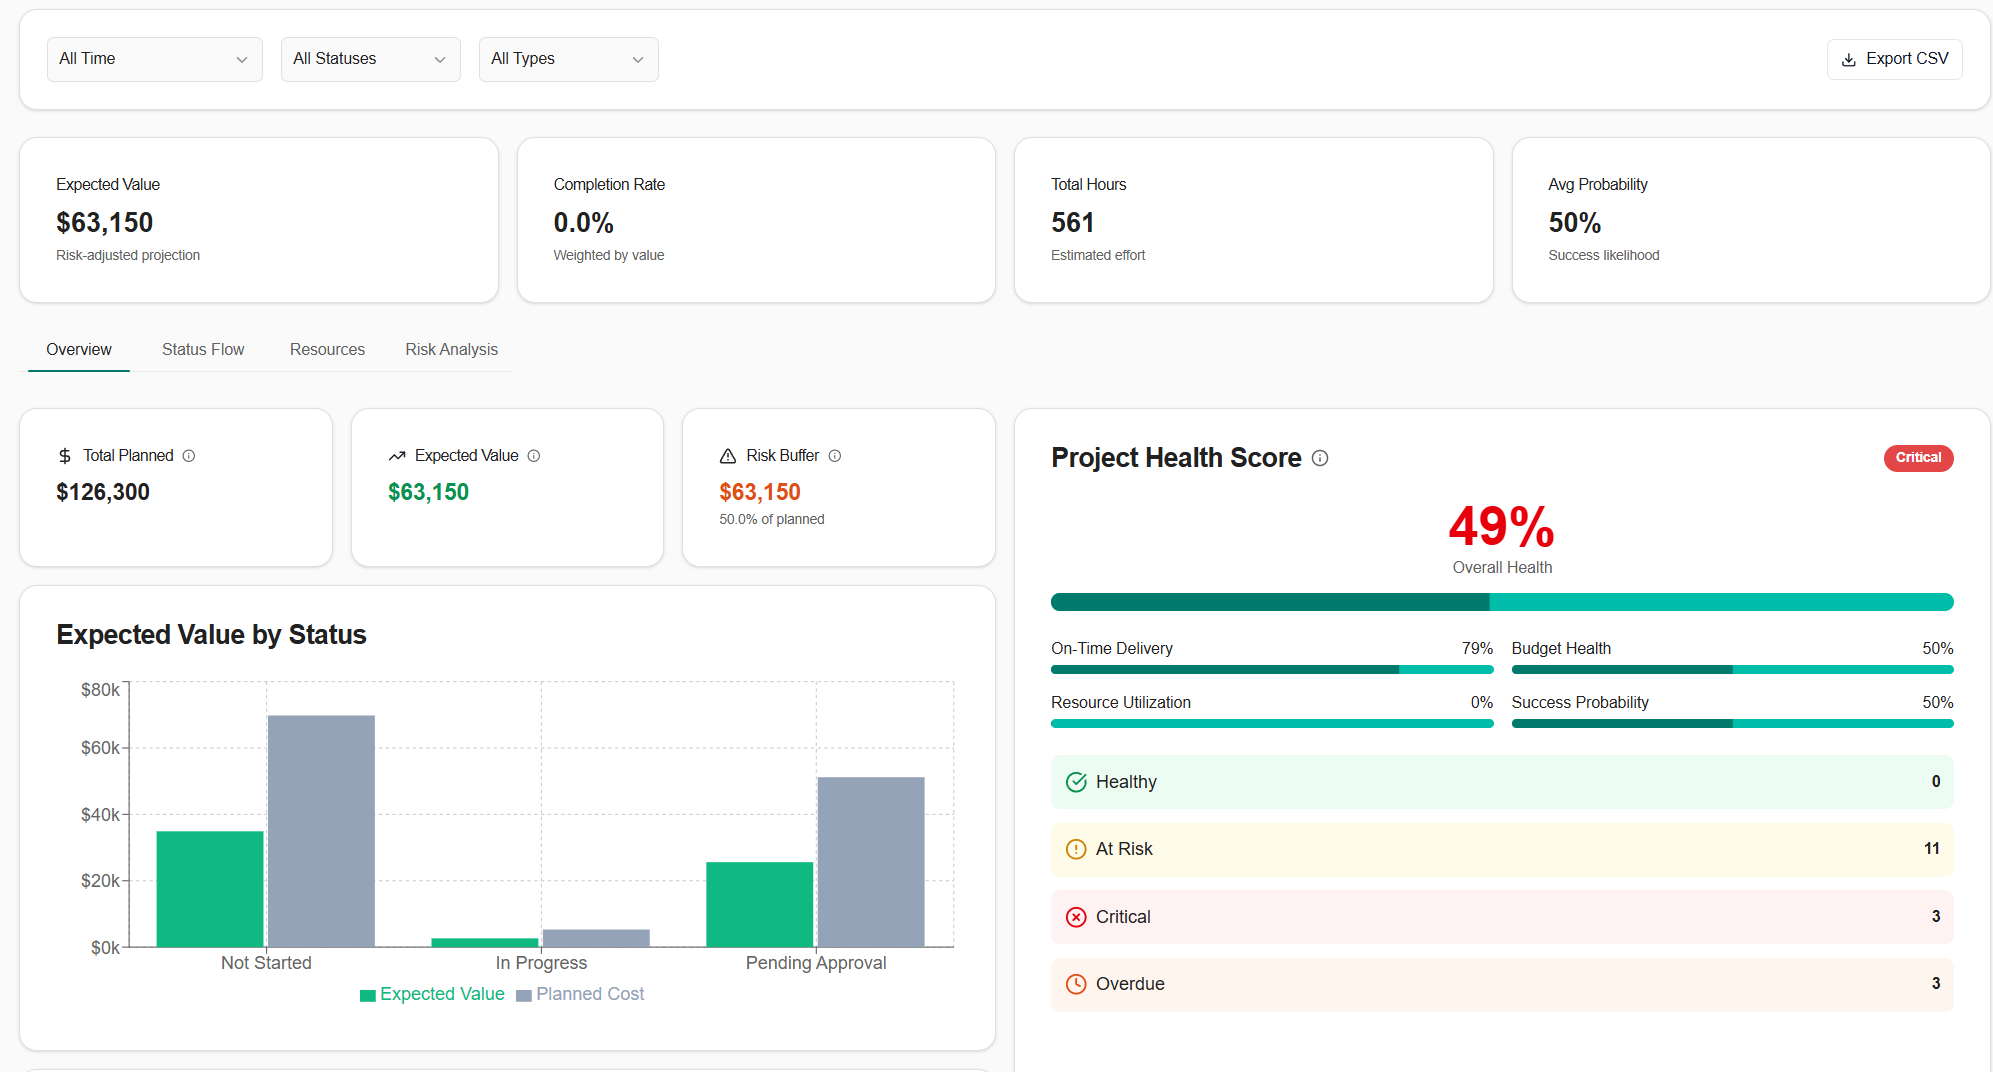 All Time
All Statuses
All Types
Export CSV
Expected Value
$63,150
Risk-adjusted projection
Completion Rate
0.0%
Weighted by value
Total Hours
561
Estimated effort
Avg Probability
50%
Success likelihood
Overview
Status Flow
Resources
Risk Analysis
Total Planned
$126,300
Expected Value
$63,150
Risk Buffer
$63,150
50.0% of planned
Expected Value by Status
$80k
$60k
$40k
$20k
$0k
Not Started
In Progress
Pending Approval
Expected Value
Planned Cost
Project Health Score
Critical
49%
Overall Health
On-Time Delivery 79%
Budget Health 50%
Resource Utilization 0%
Success Probability 50%
Healthy 0
At Risk 11
Critical 3
Overdue 3